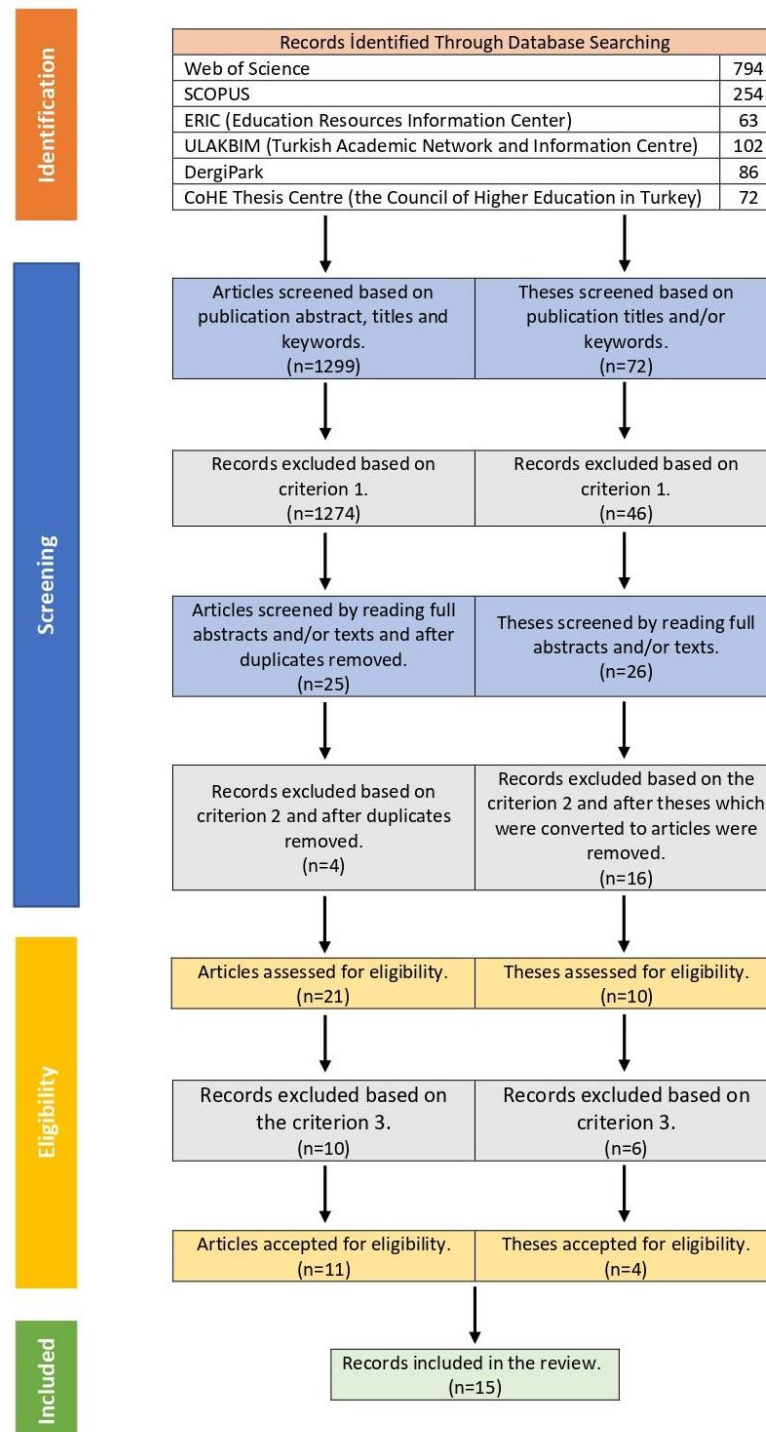 Identification
Records İdentified Through Database Searching
Web of Science 794
SCOPUS 254
ERIC (Education Resources Information Center) 63
ULAKBIM (Turkish Academic Network and Information Centre) 102
DergiPark 86
CoHE Thesis Centre (the Council of Higher Education in Turkey) 72
Screening
Articles screened based on
publication abstract, titles and
keywords.
(n=1299)
Theses screened based on
publication titles and/or
keywords.
(n=72)
Records excluded based on
criterion 1.
(n=1274)
Records excluded based on
criterion 1.
(n=46)
Articles screened by reading full
abstracts and/or texts and after
duplicates removed.
(n=25)
Theses screened by reading full
abstracts and/or texts.
(n=26)
Records excluded based on
criterion 2 and after duplicates
removed.
(n=4)
Records excluded based on the
criterion 2 and after theses which
were converted to articles were
removed.
(n=16)
Eligibility
Articles assessed for eligibility.
(n=21)
Theses assessed for eligibility.
(n=10)
Records excluded based on
the criterion 3.
(n=10)
Records excluded based on
criterion 3.
(n=6)
Articles accepted for eligibility.
(n=11)
Theses accepted for eligibility.
(n=4)
Included
Records included in the review.
(n=15)